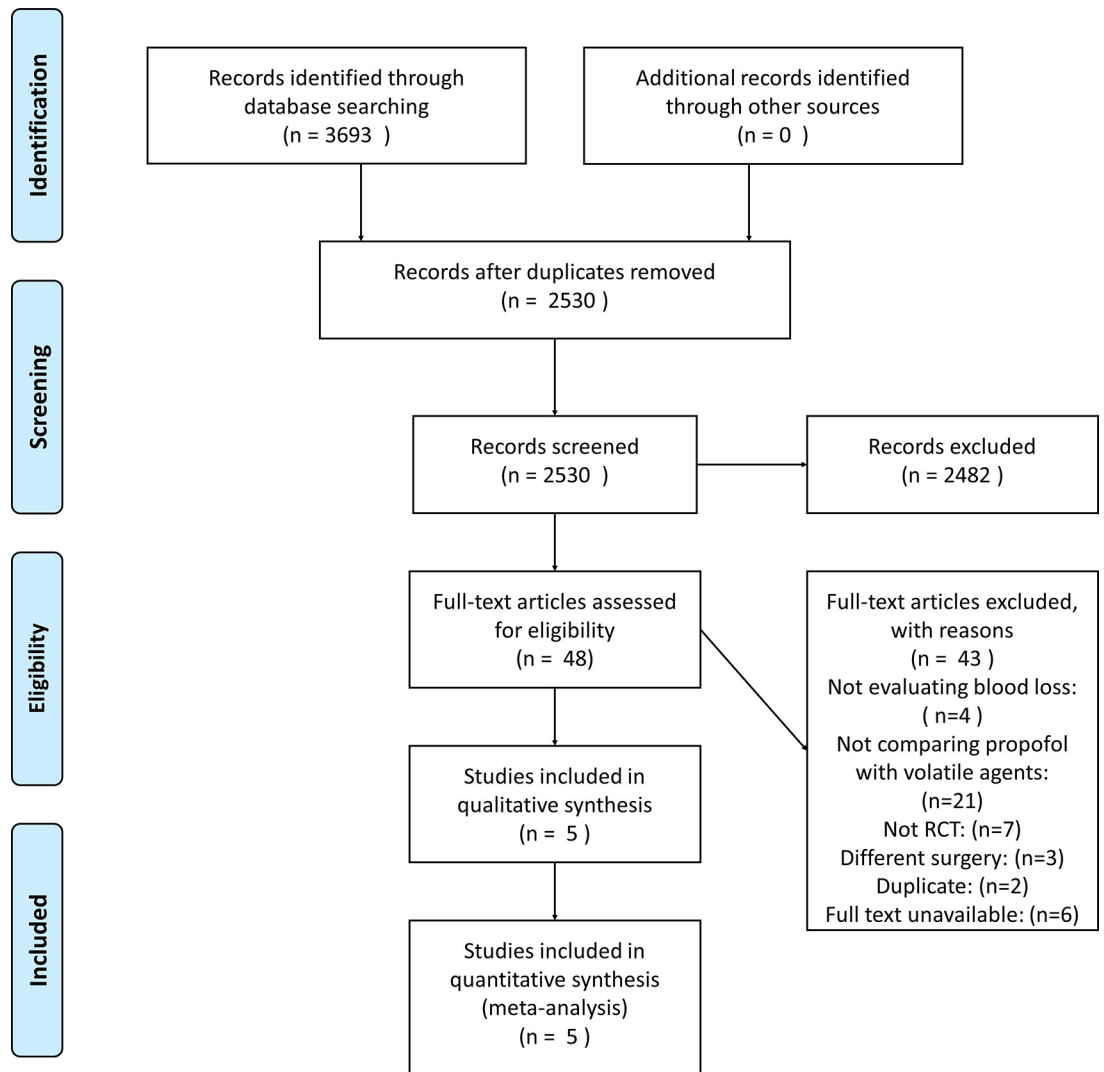 Identification
Records identified through
database searching
(n = 3693  )
Additional records identified
through other sources
(n = 0  )
Records after duplicates removed
(n =  2530 )
Screening
Records screened
(n = 2530  )
Records excluded
(n = 2482 )
Eligibility
Full-text articles assessed
for eligibility
(n =  48)
Full-text articles excluded,
with reasons
(n =  43 )
Not evaluating blood loss:
( n=4 )
Not comparing propofol
with volatile agents:
(n=21)
Not RCT: (n=7)
Different surgery: (n=3)
Duplicate: (n=2)
Full text unavailable: (n=6)
Studies included in
qualitative synthesis
(n =  5 )
Included
Studies included in
quantitative synthesis
(meta-analysis)
(n =  5 )